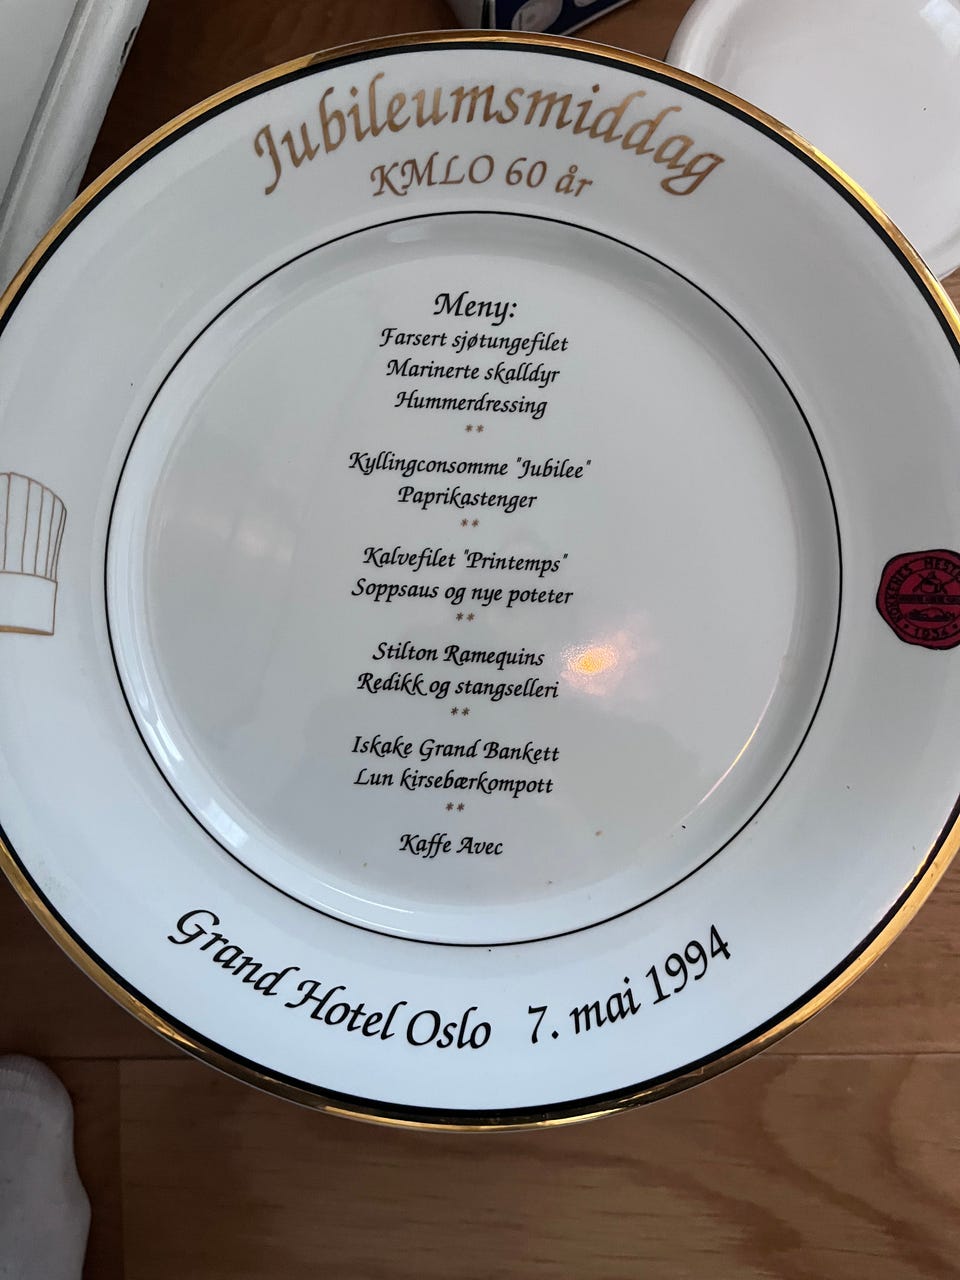 Jubileumsmiddag
KMLO 60 år
Meny:
Farsert sjøtungefilet
Marinerte skalldyr
Hummerdressing
**
Kyllingconsomme "Jubilee"
Paprikastenger
**
Kalvefilet "Printemps"
Soppsaus og nye poteter
**
Stilton Ramequins
Redikk og stangselleri
**
Iskake Grand Bankett
Lun kirsebærkompott
**
Kaffe Avec
Grand Hotel Oslo 7. mai 1994
1934